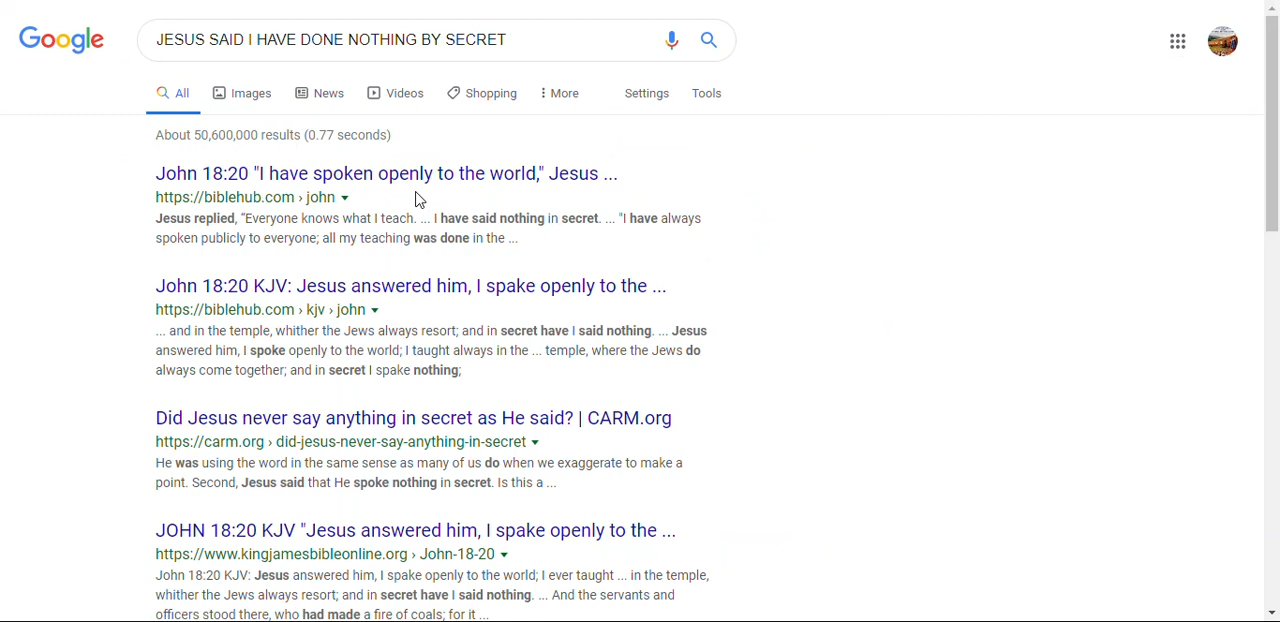 Google
JESUS SAID I HAVE DONE NOTHING BY SECRET
All Images News Videos Shopping More Settings Tools
About 50,600,000 results (0.77 seconds)
John 18:20 "I have spoken openly to the world," Jesus ...
https://biblehub.com › john
Jesus replied, "Everyone knows what I teach. ... I have said nothing in secret. ... "I have always
spoken publicly to everyone; all my teaching was done in the ...
John 18:20 KJV: Jesus answered him, I spake openly to the ...
https://biblehub.com › kjv › john
... and in the temple, whither the Jews always resort; and in secret have I said nothing. ... Jesus
answered him, I spoke openly to the world; I taught always in the ... temple, where the Jews do
always come together; and in secret I spake nothing;
Did Jesus never say anything in secret as He said? | CARM.org
https://carm.org › did-jesus-never-say-anything-in-secret
He was using the word in the same sense as many of us do when we exaggerate to make a
point. Second, Jesus said that He spoke nothing in secret. Is this a ...
JOHN 18:20 KJV "Jesus answered him, I spake openly to the ...
https://www.kingjamesbibleonline.org › John-18-20
John 18:20 KJV: Jesus answered him, I spake openly to the world; I ever taught ... in the temple,
whither the Jews always resort; and in secret have I said nothing. ... And the servants and
officers stood there, who had made a fire of coals; for it ...